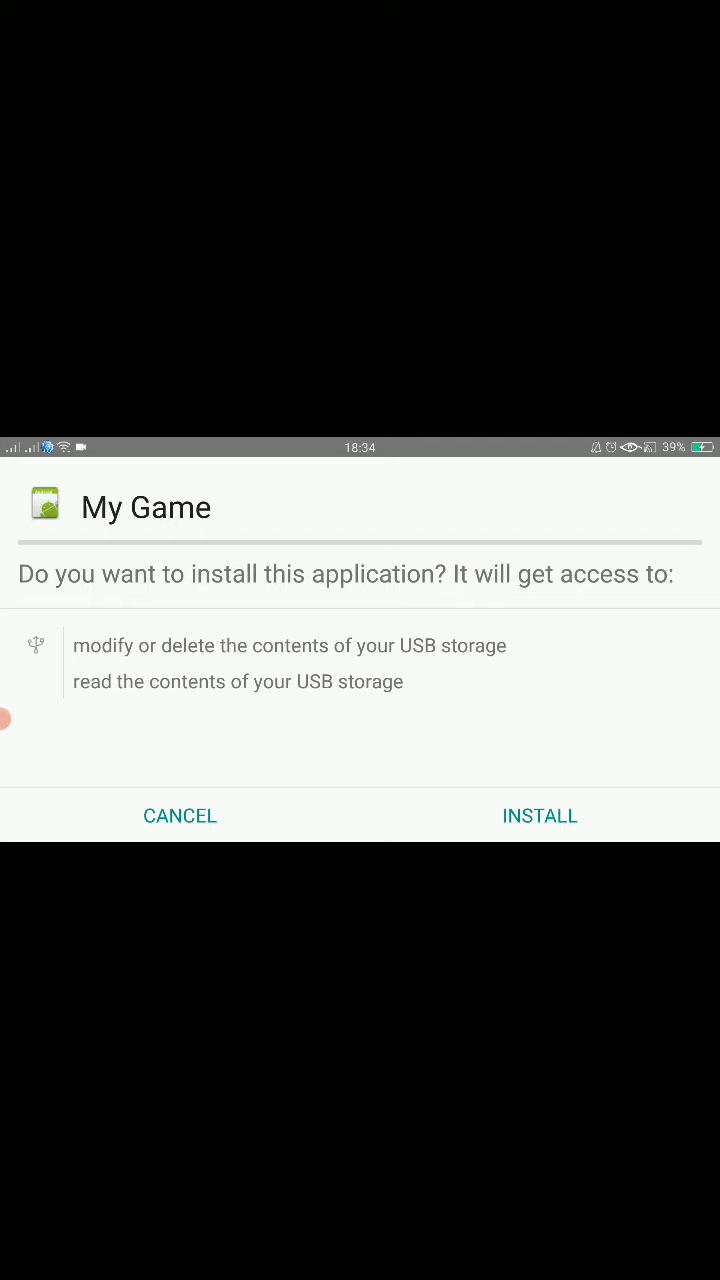 18:34
39%
My Game
Do you want to install this application? It will get access to:
modify or delete the contents of your USB storage
read the contents of your USB storage
CANCEL
INSTALL